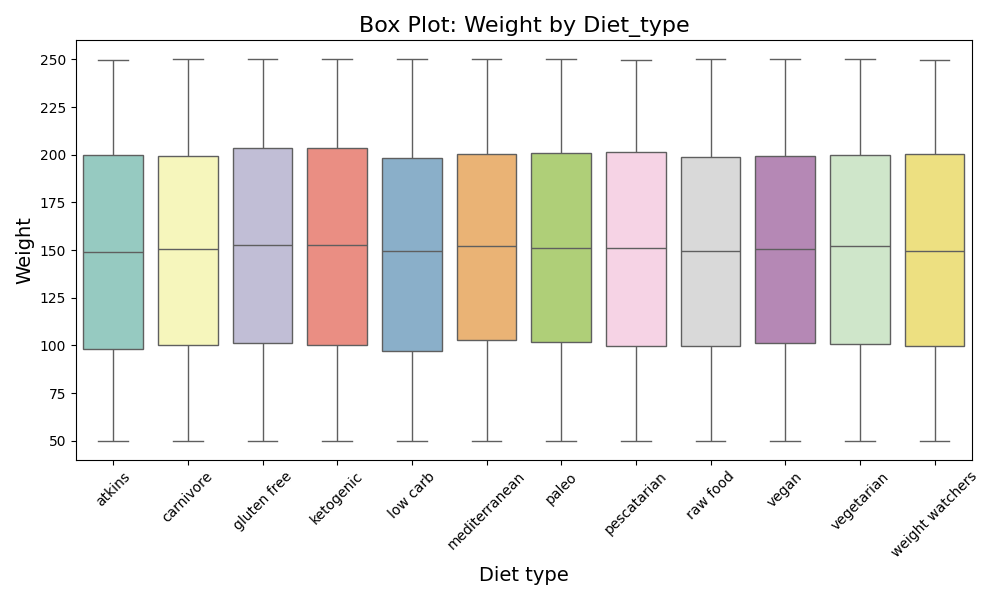 Box Plot: Weight by Diet_type
Weight
250
225
200
175
150
125
100
75
50
atkins
carnivore
gluten free
ketogenic
low carb
mediterranean
paleo
pescatarian
raw food
vegan
vegetarian
weight watchers
Diet type